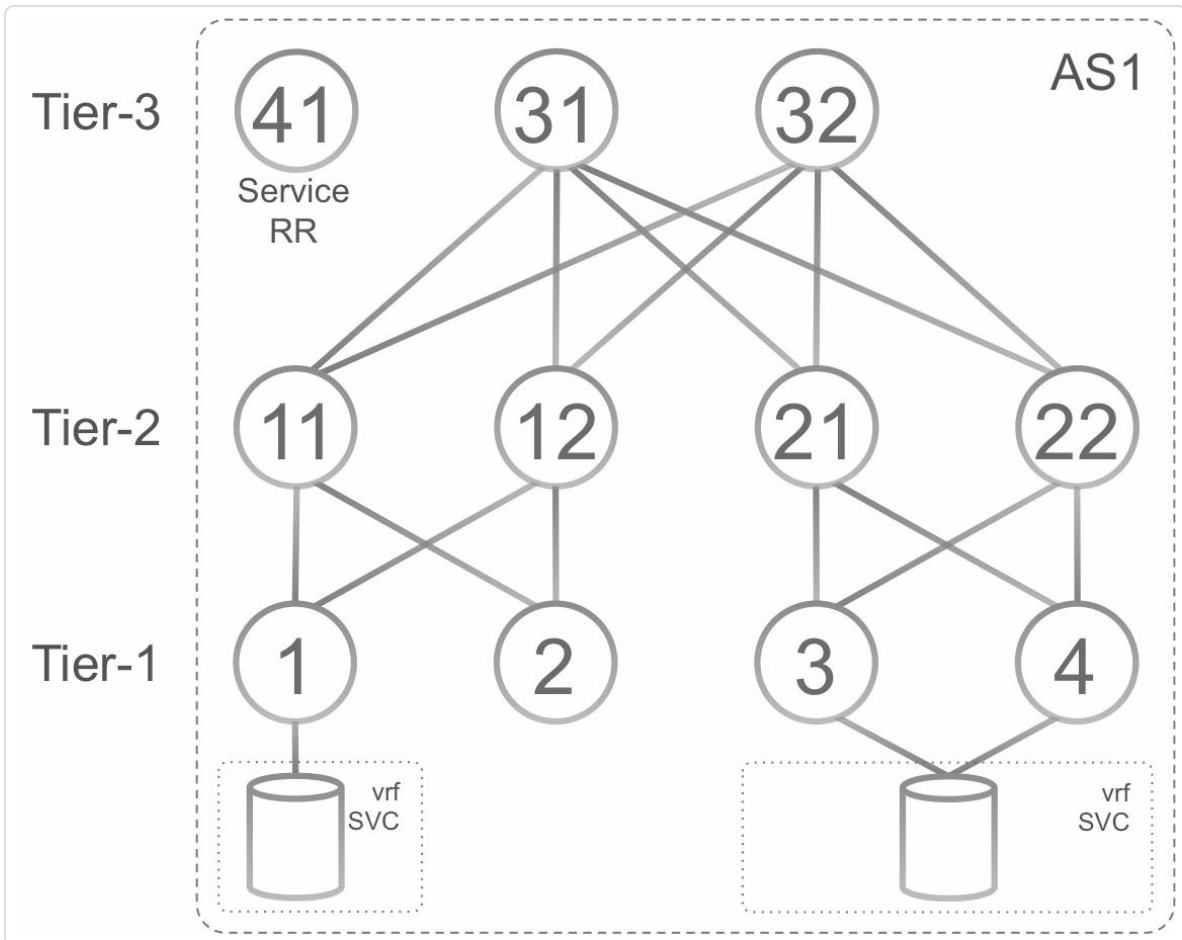 AS1
Tier-3
41
31
32
Service
RR
Tier-2
11
12
21
22
Tier-1
1
2
3
4
vrf
SVC
vrf
SVC